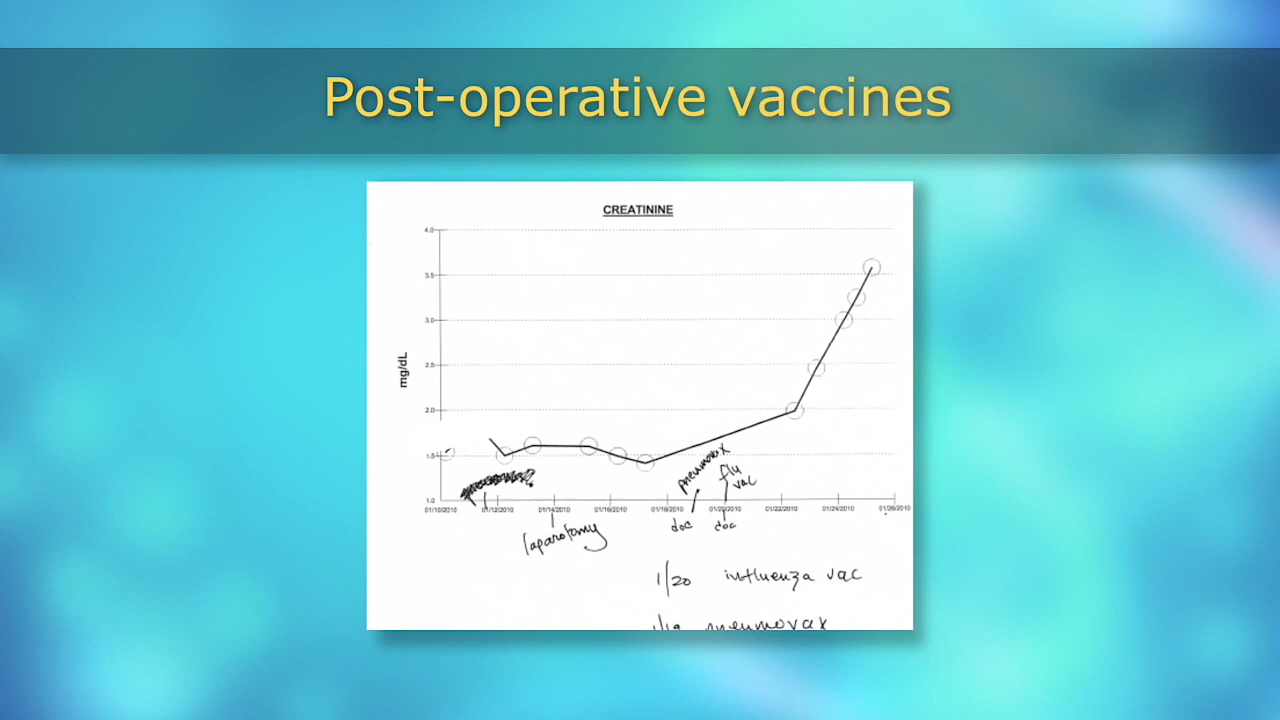 Post-operative vaccines
CREATININE
4.0
3.5
3.0
2.5
2.0
1.5
1.0
mg/dL
pneumovax
flu
vac
01/10/2010 01/12/2010 01/14/2010 01/16/2010 01/18/2010 01/20/2010 01/22/2010 01/24/2010 01/26/2010
laparotomy
doc doc
1/20 influenza vac
1/19 pneumovax